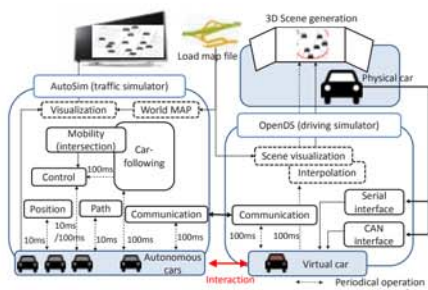 3D Scene generation
Load map file
Physical car
AutoSim (traffic simulator)
Visualization
World MAP
Mobility
(intersection)
Car-
following
100ms
Control
Position
Path
Communication
10ms
10ms
/100ms
10ms
100ms
100ms
Autonomous
cars
OpenDS (driving simulator)
Scene visualization
Interpolation
Communication
Serial
interface
CAN
interface
100ms
100ms
Virtual car
Interaction
Periodical operation